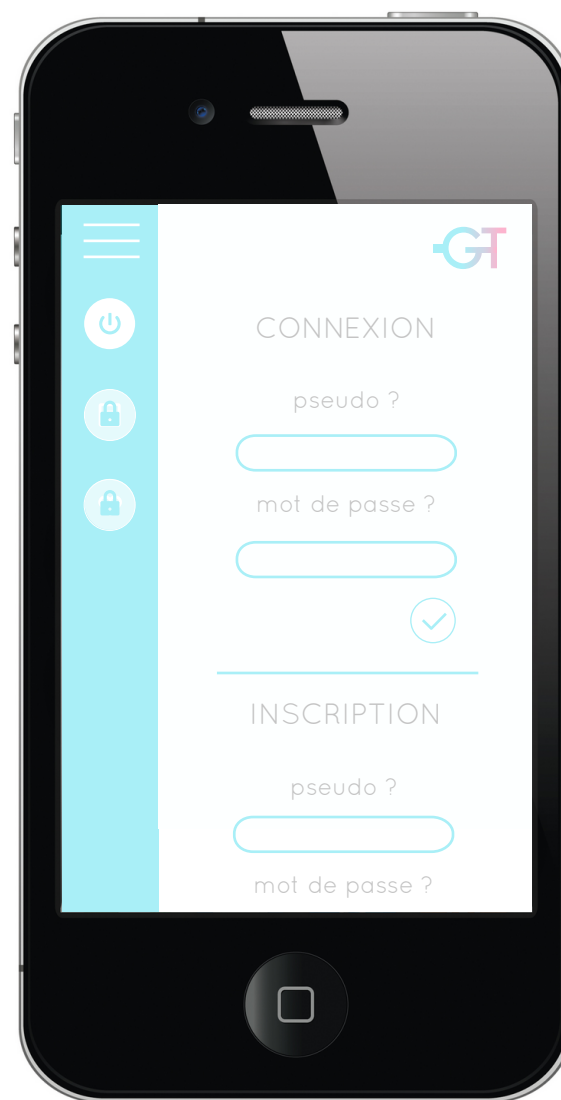 GT
CONNEXION
pseudo ?
mot de passe ?
INSCRIPTION
pseudo ?
mot de passe ?